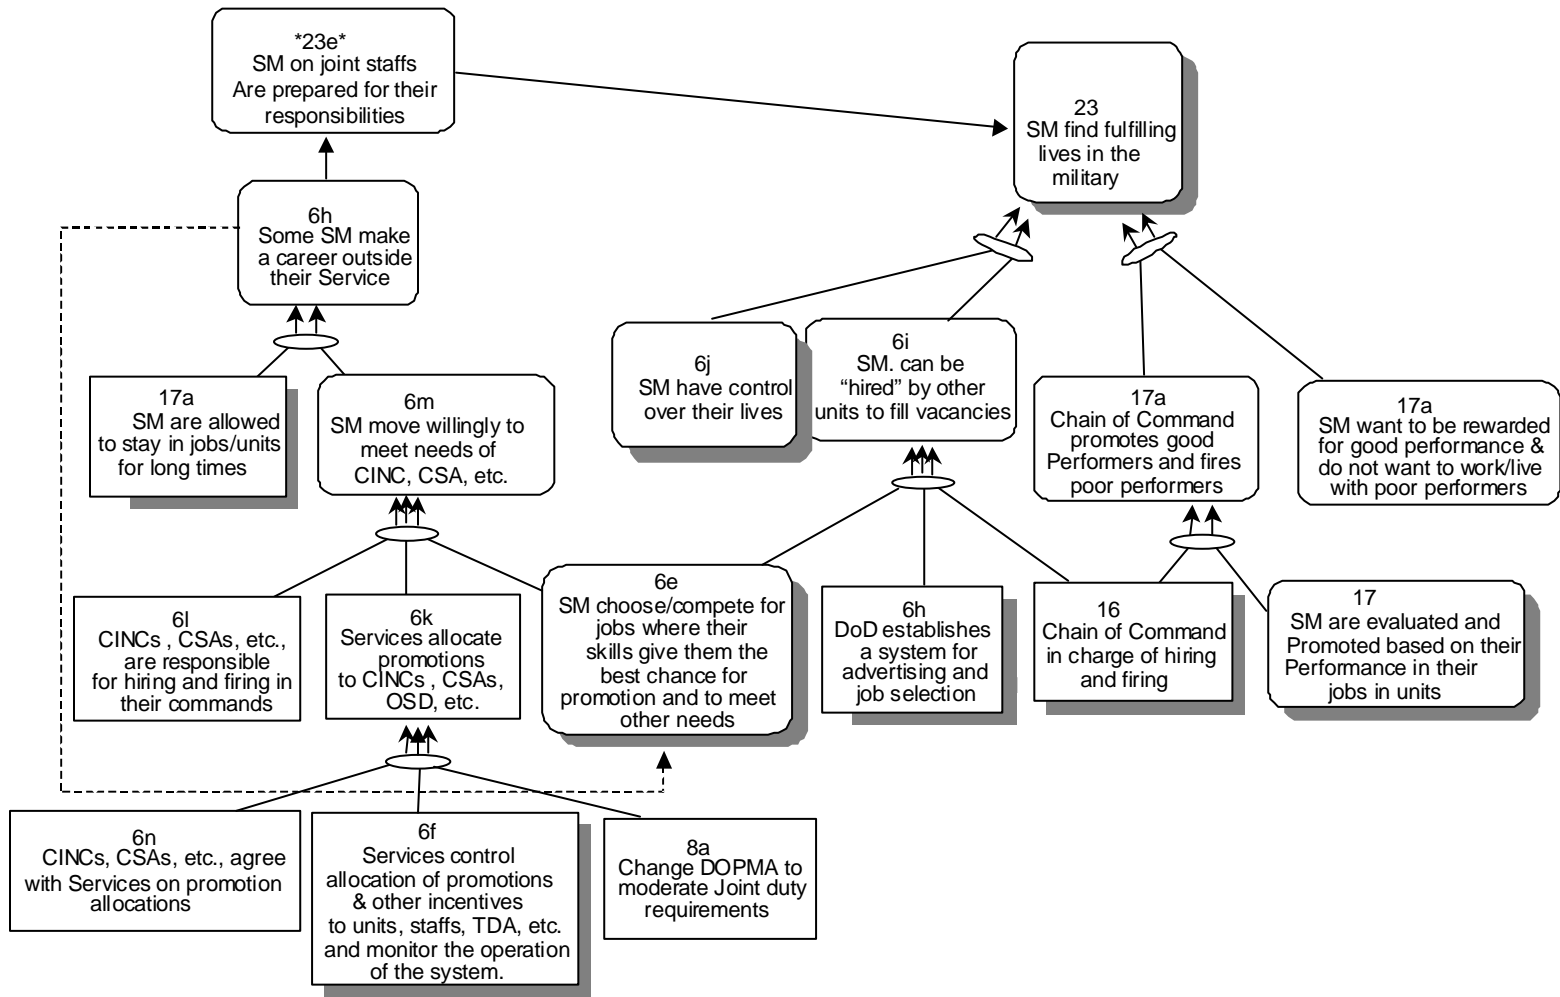 *23e*
SM on joint staffs
Are prepared for their
responsibilities
23
SM find fulfilling
lives in the
military
6h
Some SM make
a career outside
their Service
6j
SM have control
over their lives
6i
SM. can be
“hired” by other
units to fill vacancies
17a
SM are allowed
to stay in jobs/units
for long times
6m
SM move willingly to
meet needs of
CINC, CSA, etc.
17a
Chain of Command
promotes good
Performers and fires
poor performers
17a
SM want to be rewarded
for good performance &
do not want to work/live
with poor performers
6l
CINCs , CSAs, etc.,
are responsible
for hiring and firing in
their commands
6k
Services allocate
promotions
to CINCs , CSAs,
OSD, etc.
6e
SM choose/compete for
jobs where their
skills give them the
best chance for
promotion and to meet
other needs
6h
DoD establishes
a system for
advertising and
job selection
16
Chain of Command
in charge of hiring
and firing
17
SM are evaluated and
Promoted based on their
Performance in their
jobs in units
6n
CINCs, CSAs, etc., agree
with Services on promotion
allocations
6f
Services control
allocation of promotions
& other incentives
to units, staffs, TDA, etc.
and monitor the operation
of the system.
8a
Change DOPMA to
moderate Joint duty
requirements